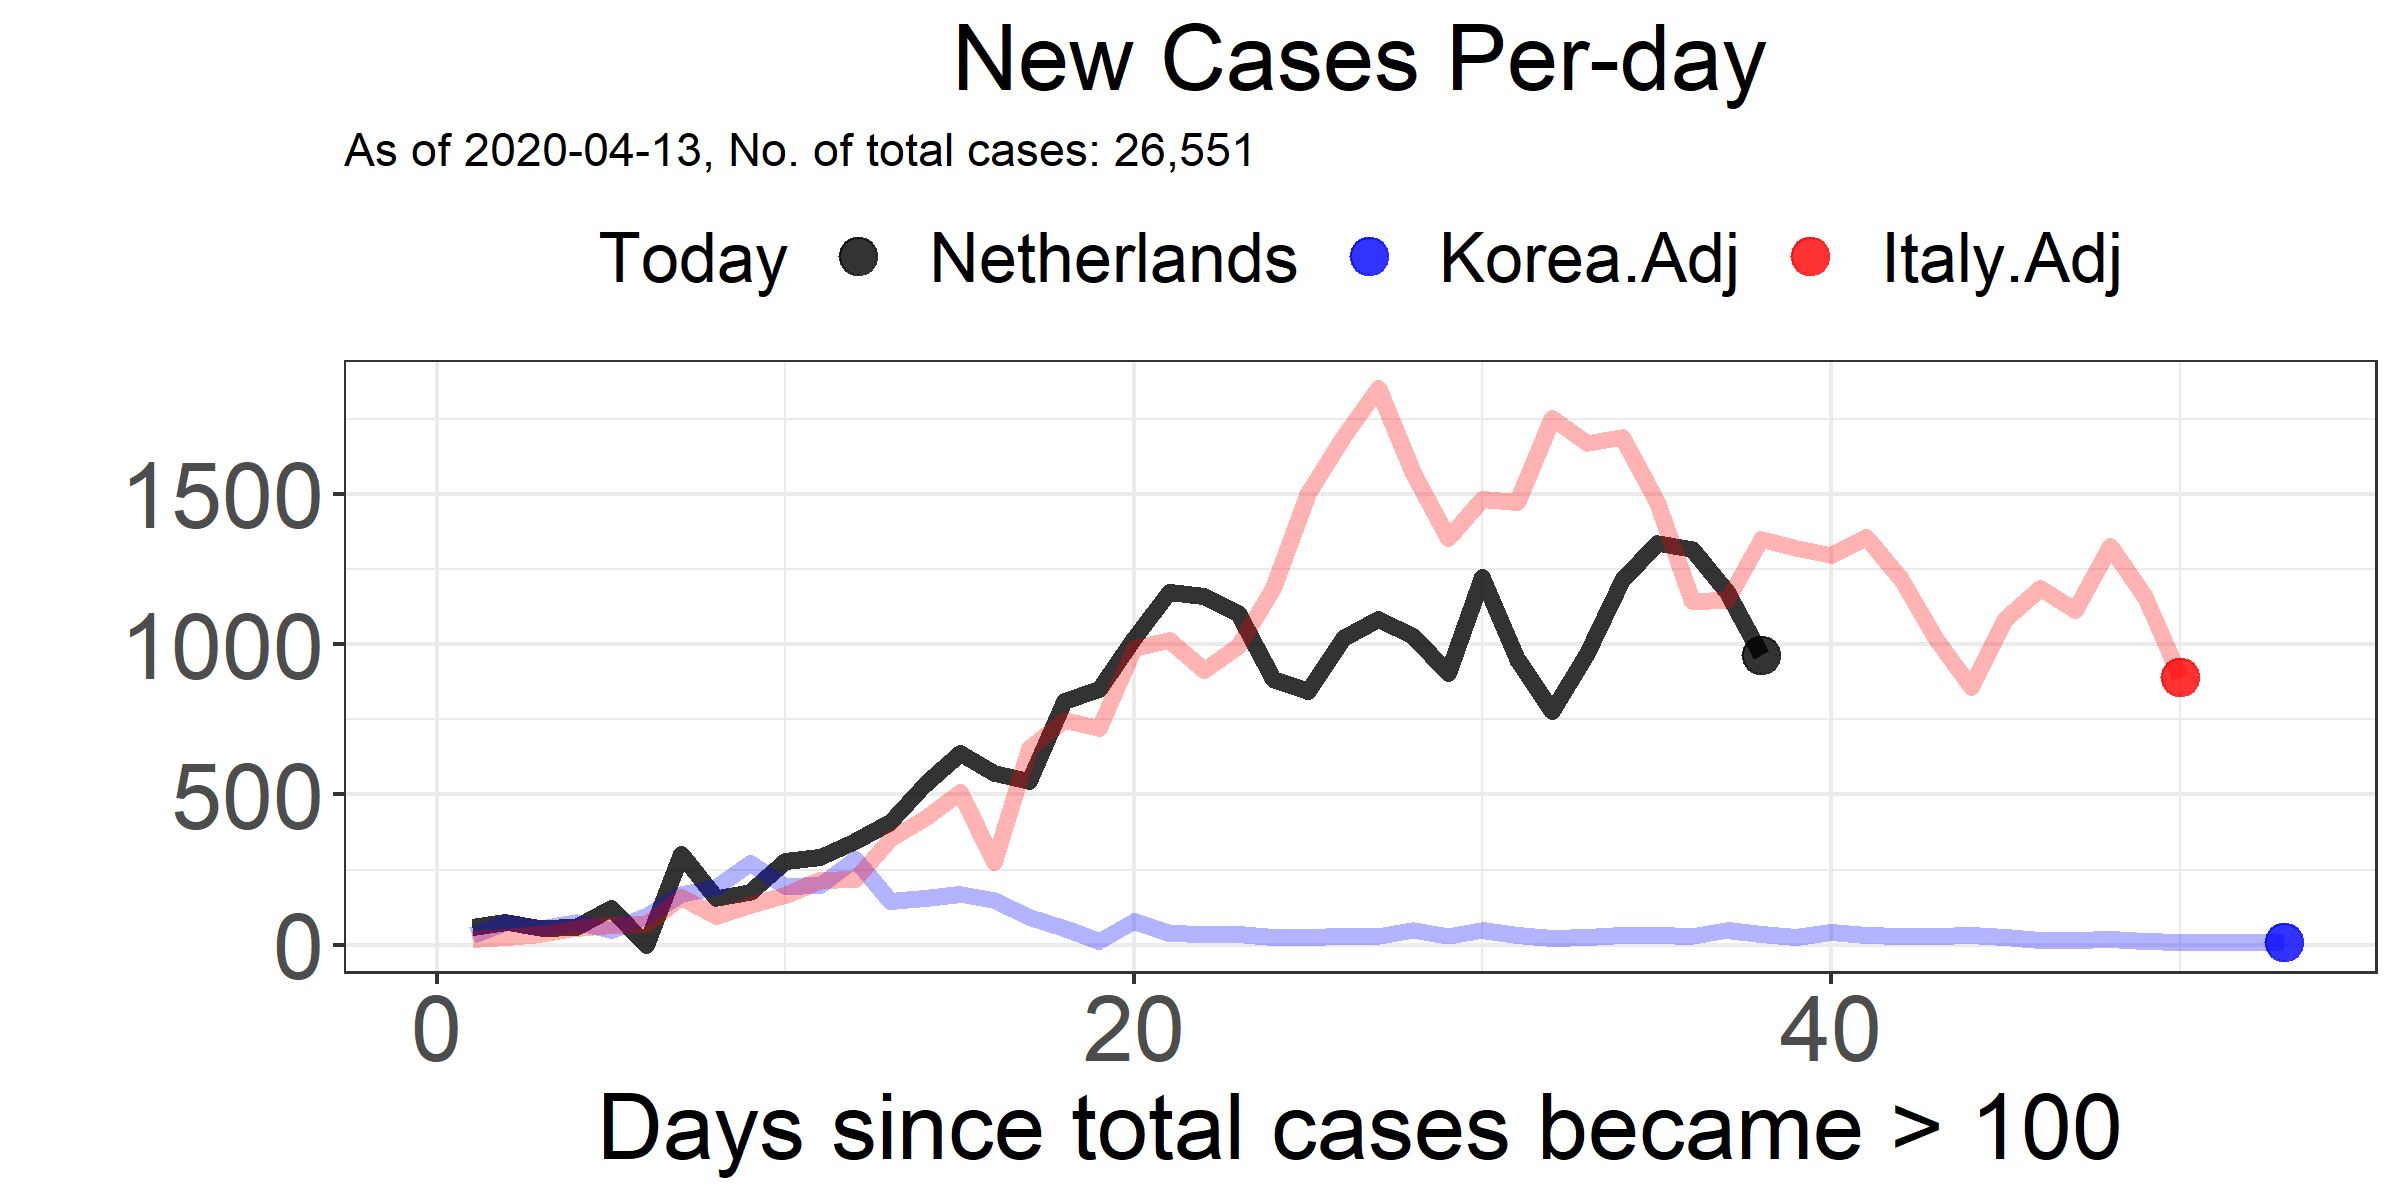 New Cases Per-day
As of 2020-04-13, No. of total cases: 26,551
Today Netherlands Korea.Adj Italy.Adj
1500
1000
500
0
0 20 40
Days since total cases became > 100